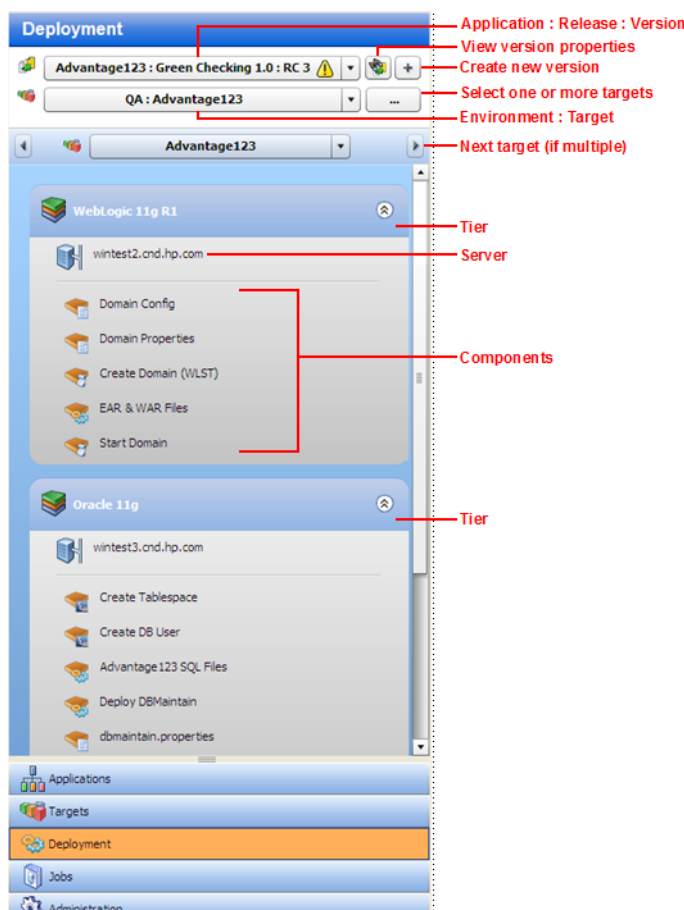 Deployment
Application : Release : Version
View version properties
Advantage123 : Green Checking 1.0 : RC 3
+
Create new version
Select one or more targets
QA : Advantage123
...
Environment : Target
Advantage123
Next target (if multiple)
WebLogic 11g R1
Tier
wintest2.cnd.hp.com
Server
Domain Config
Domain Properties
Components
Create Domain (WLST)
EAR & WAR Files
Start Domain
Oracle 11g
Tier
wintest3.cnd.hp.com
Create Tablespace
Create DB User
Advantage123 SQL Files
Deploy DBMaintain
dbmaintain.properties
Applications
Targets
Deployment
Jobs
Administration